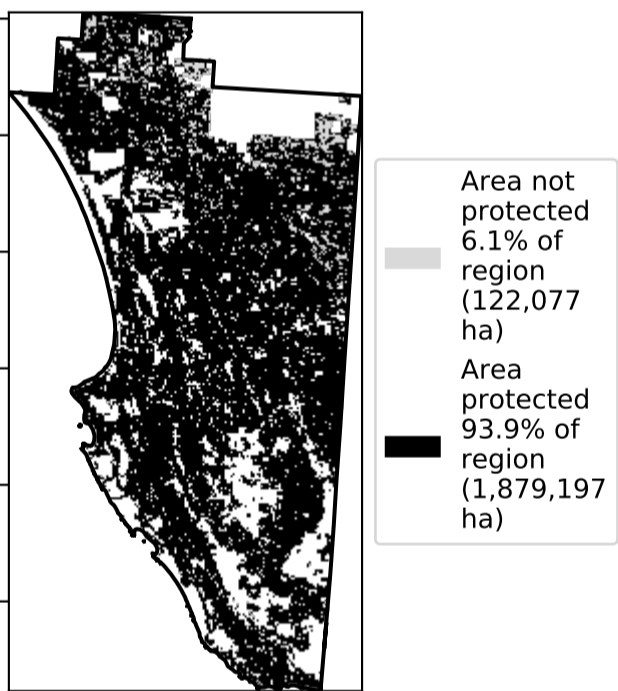 Area not
protected
6.1% of
region
(122,077
ha)
Area
protected
93.9% of
region
(1,879,197
ha)